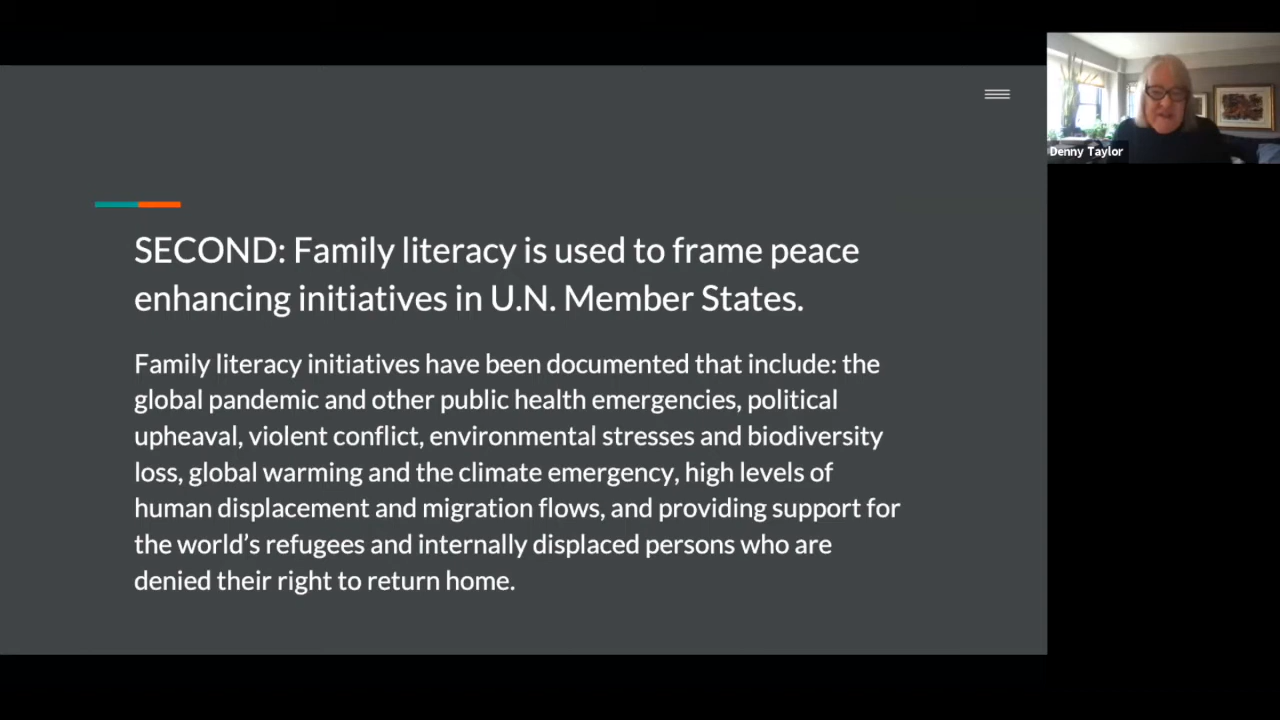 SECOND: Family literacy is used to frame peace
enhancing initiatives in U.N. Member States.
Family literacy initiatives have been documented that include: the
global pandemic and other public health emergencies, political
upheaval, violent conflict, environmental stresses and biodiversity
loss, global warming and the climate emergency, high levels of
human displacement and migration flows, and providing support for
the world’s refugees and internally displaced persons who are
denied their right to return home.
Denny Taylor